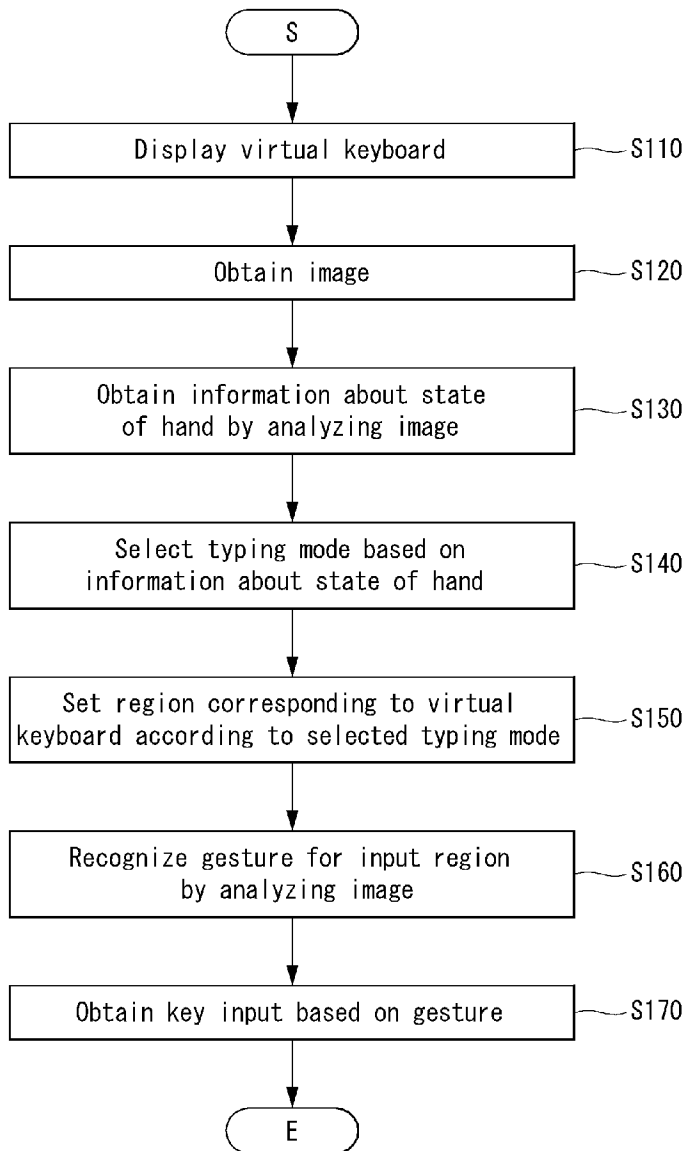 S
Display virtual keyboard
S110
Obtain image
S120
Obtain information about state
of hand by analyzing image
S130
Select typing mode based on
information about state of hand
S140
Set region corresponding to virtual
keyboard according to selected typing mode
S150
Recognize gesture for input region
by analyzing image
S160
Obtain key input based on gesture
S170
E